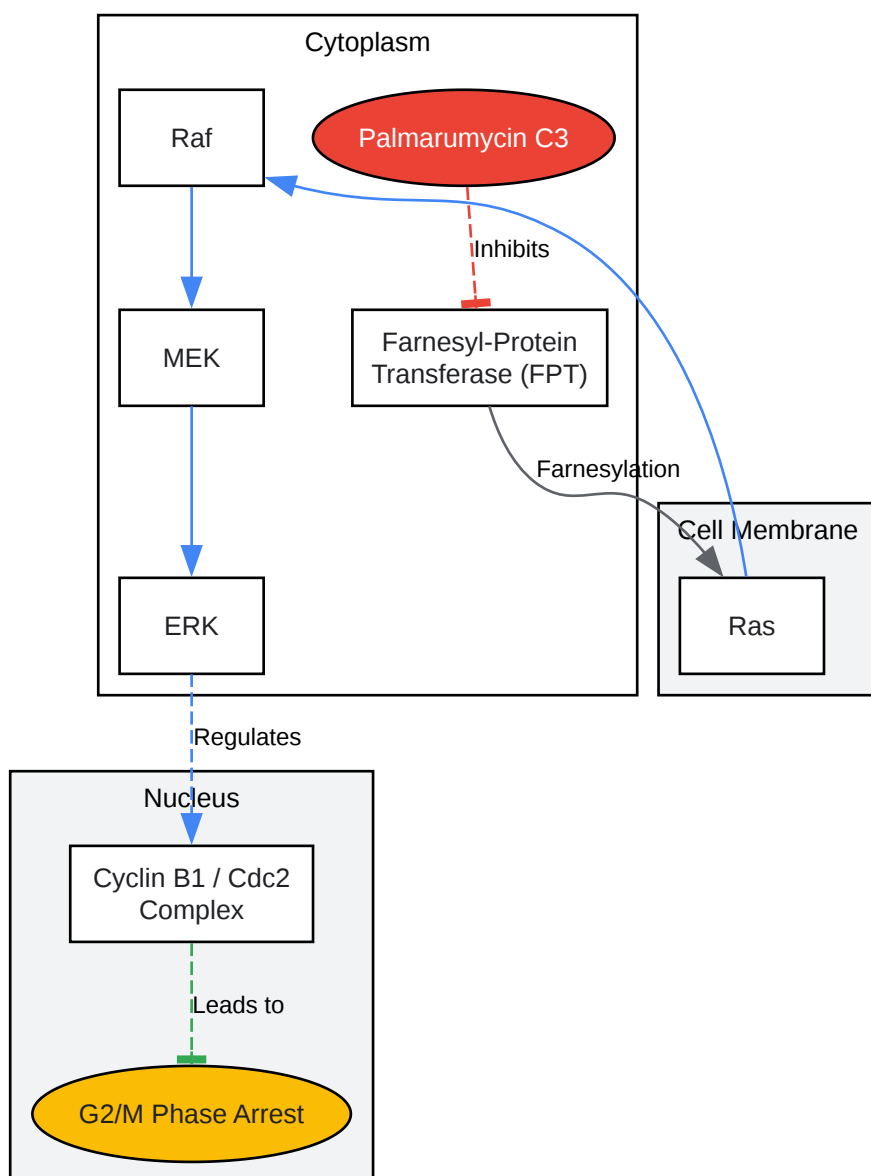 Cytoplasm
Raf
Palmarumycin C3
Inhibits
MEK
Farnesyl-Protein
Transferase (FPT)
Farnesylation
Cell Membrane
ERK
Ras
Regulates
Nucleus
Cyclin B1 / Cdc2
Complex
Leads to
G2/M Phase Arrest